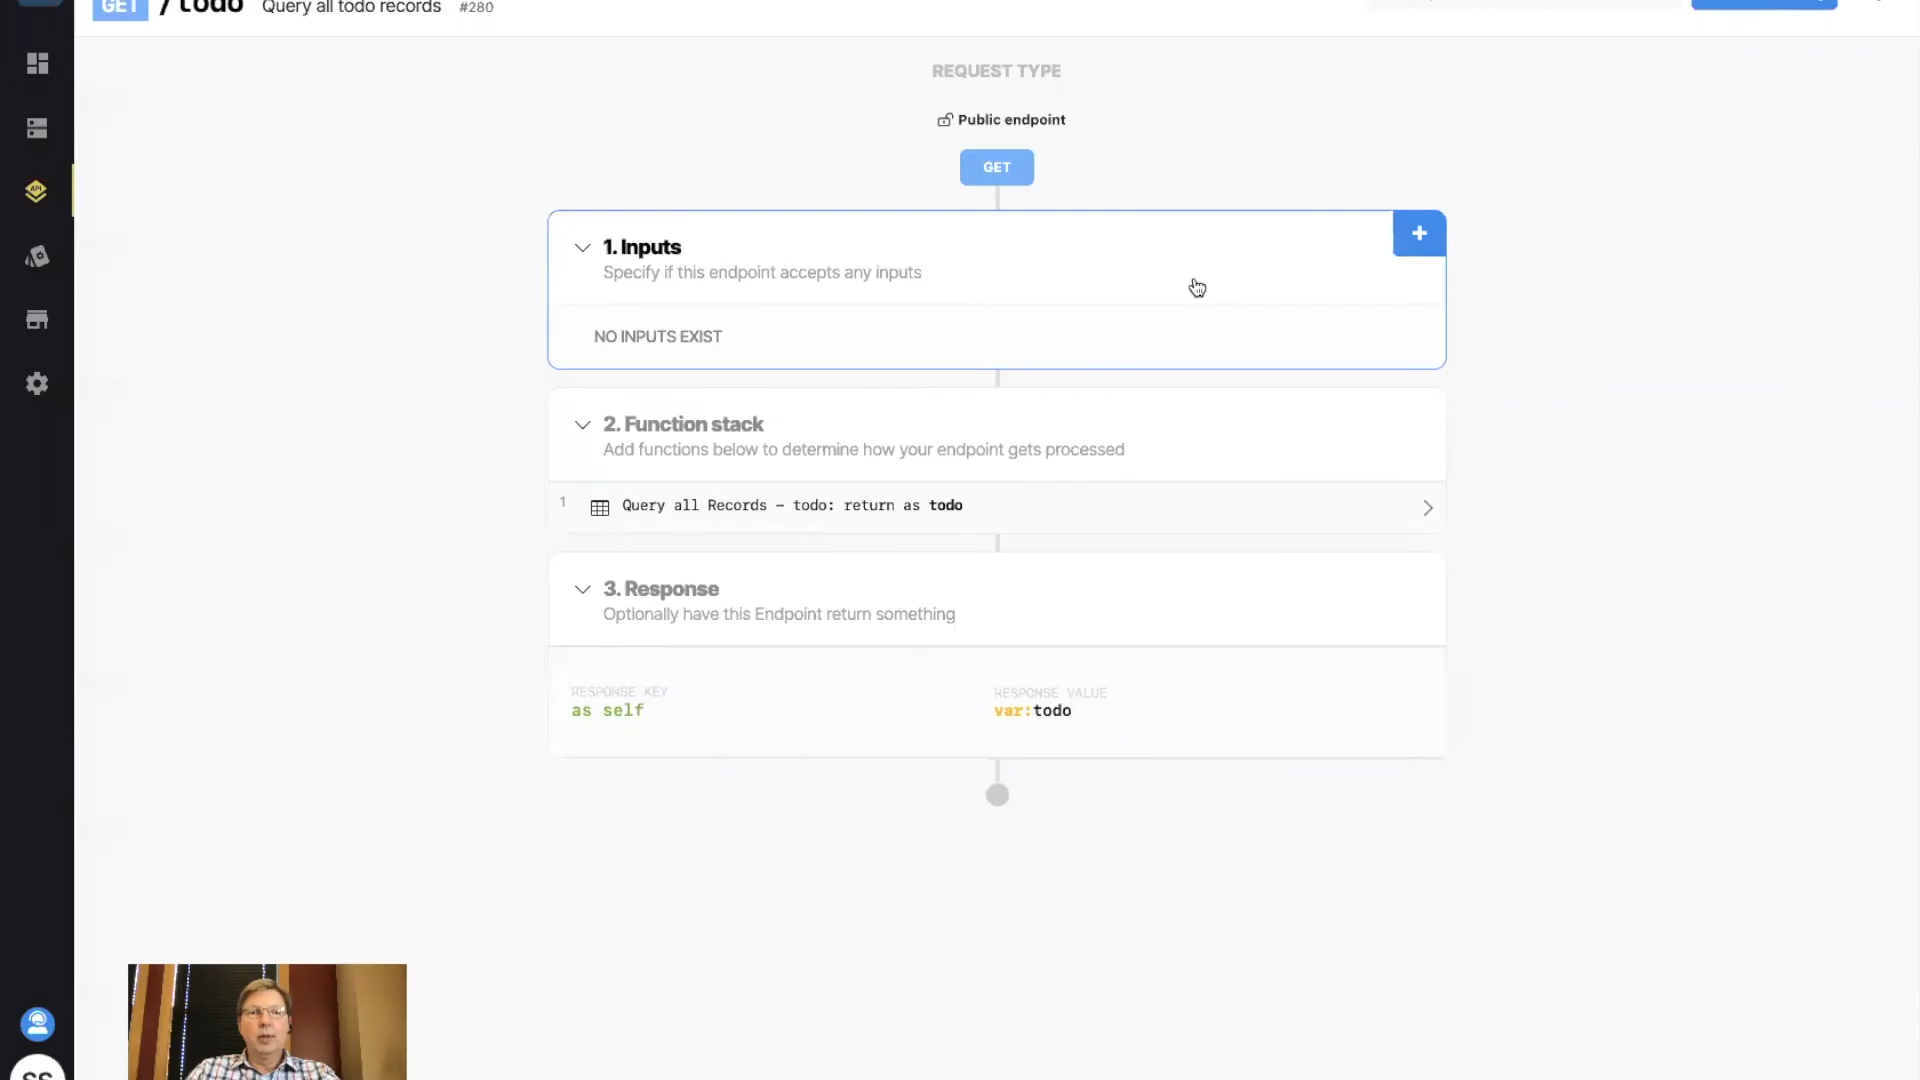 GET /todo Query all todo records #280
REQUEST TYPE
Public endpoint
GET
1. Inputs
+
Specify if this endpoint accepts any inputs
NO INPUTS EXIST
2. Function stack
Add functions below to determine how your endpoint gets processed
1 Query all Records – todo: return as todo
3. Response
Optionally have this Endpoint return something
RESPONSE KEY RESPONSE VALUE
as self var:todo
API
SS